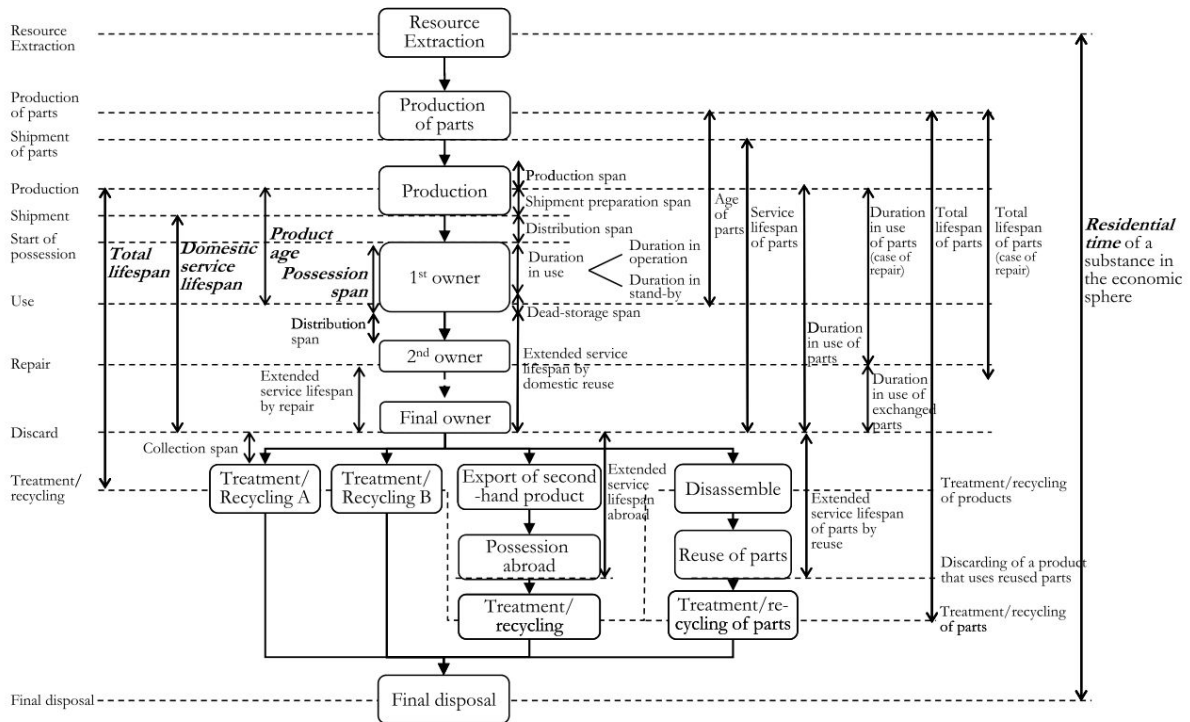 Resource
Extraction
Resource
Extraction
Production
of parts
Production
of parts
Shipment
of parts
Production
Production
Production span
Shipment preparation span
Shipment
Distribution span
Start of
possession
1st owner
Duration
in use
Duration in
operation
Duration in
stand-by
Use
Dead-storage span
Total
lifespan
Domestic
service
lifespan
Product
age
Possession
span
Distribution
span
2nd owner
Extended service
lifespan by
domestic reuse
Repair
Extended
service lifespan
by repair
Final owner
Age
of
parts
Service
lifespan
of parts
Duration
in use
of parts
(case of
repair)
Total
lifespan
of parts
Total
lifespan
of parts
(case of
repair)
Residential
time of a
substance in
the economic
sphere
Duration
in use of
parts
Duration
in use of
exchanged
parts
Discard
Collection span
Treatment/
recycling
Treatment/
Recycling A
Treatment/
Recycling B
Export of second
-hand product
Extended
service
lifespan
abroad
Disassemble
Extended
service lifespan
of parts by
reuse
Treatment/recycling
of products
Possession
abroad
Reuse of parts
Discarding of a product
that uses reused parts
Treatment/
recycling
Treatment/re-
cycling of parts
Treatment/recycling
of parts
Final disposal
Final disposal